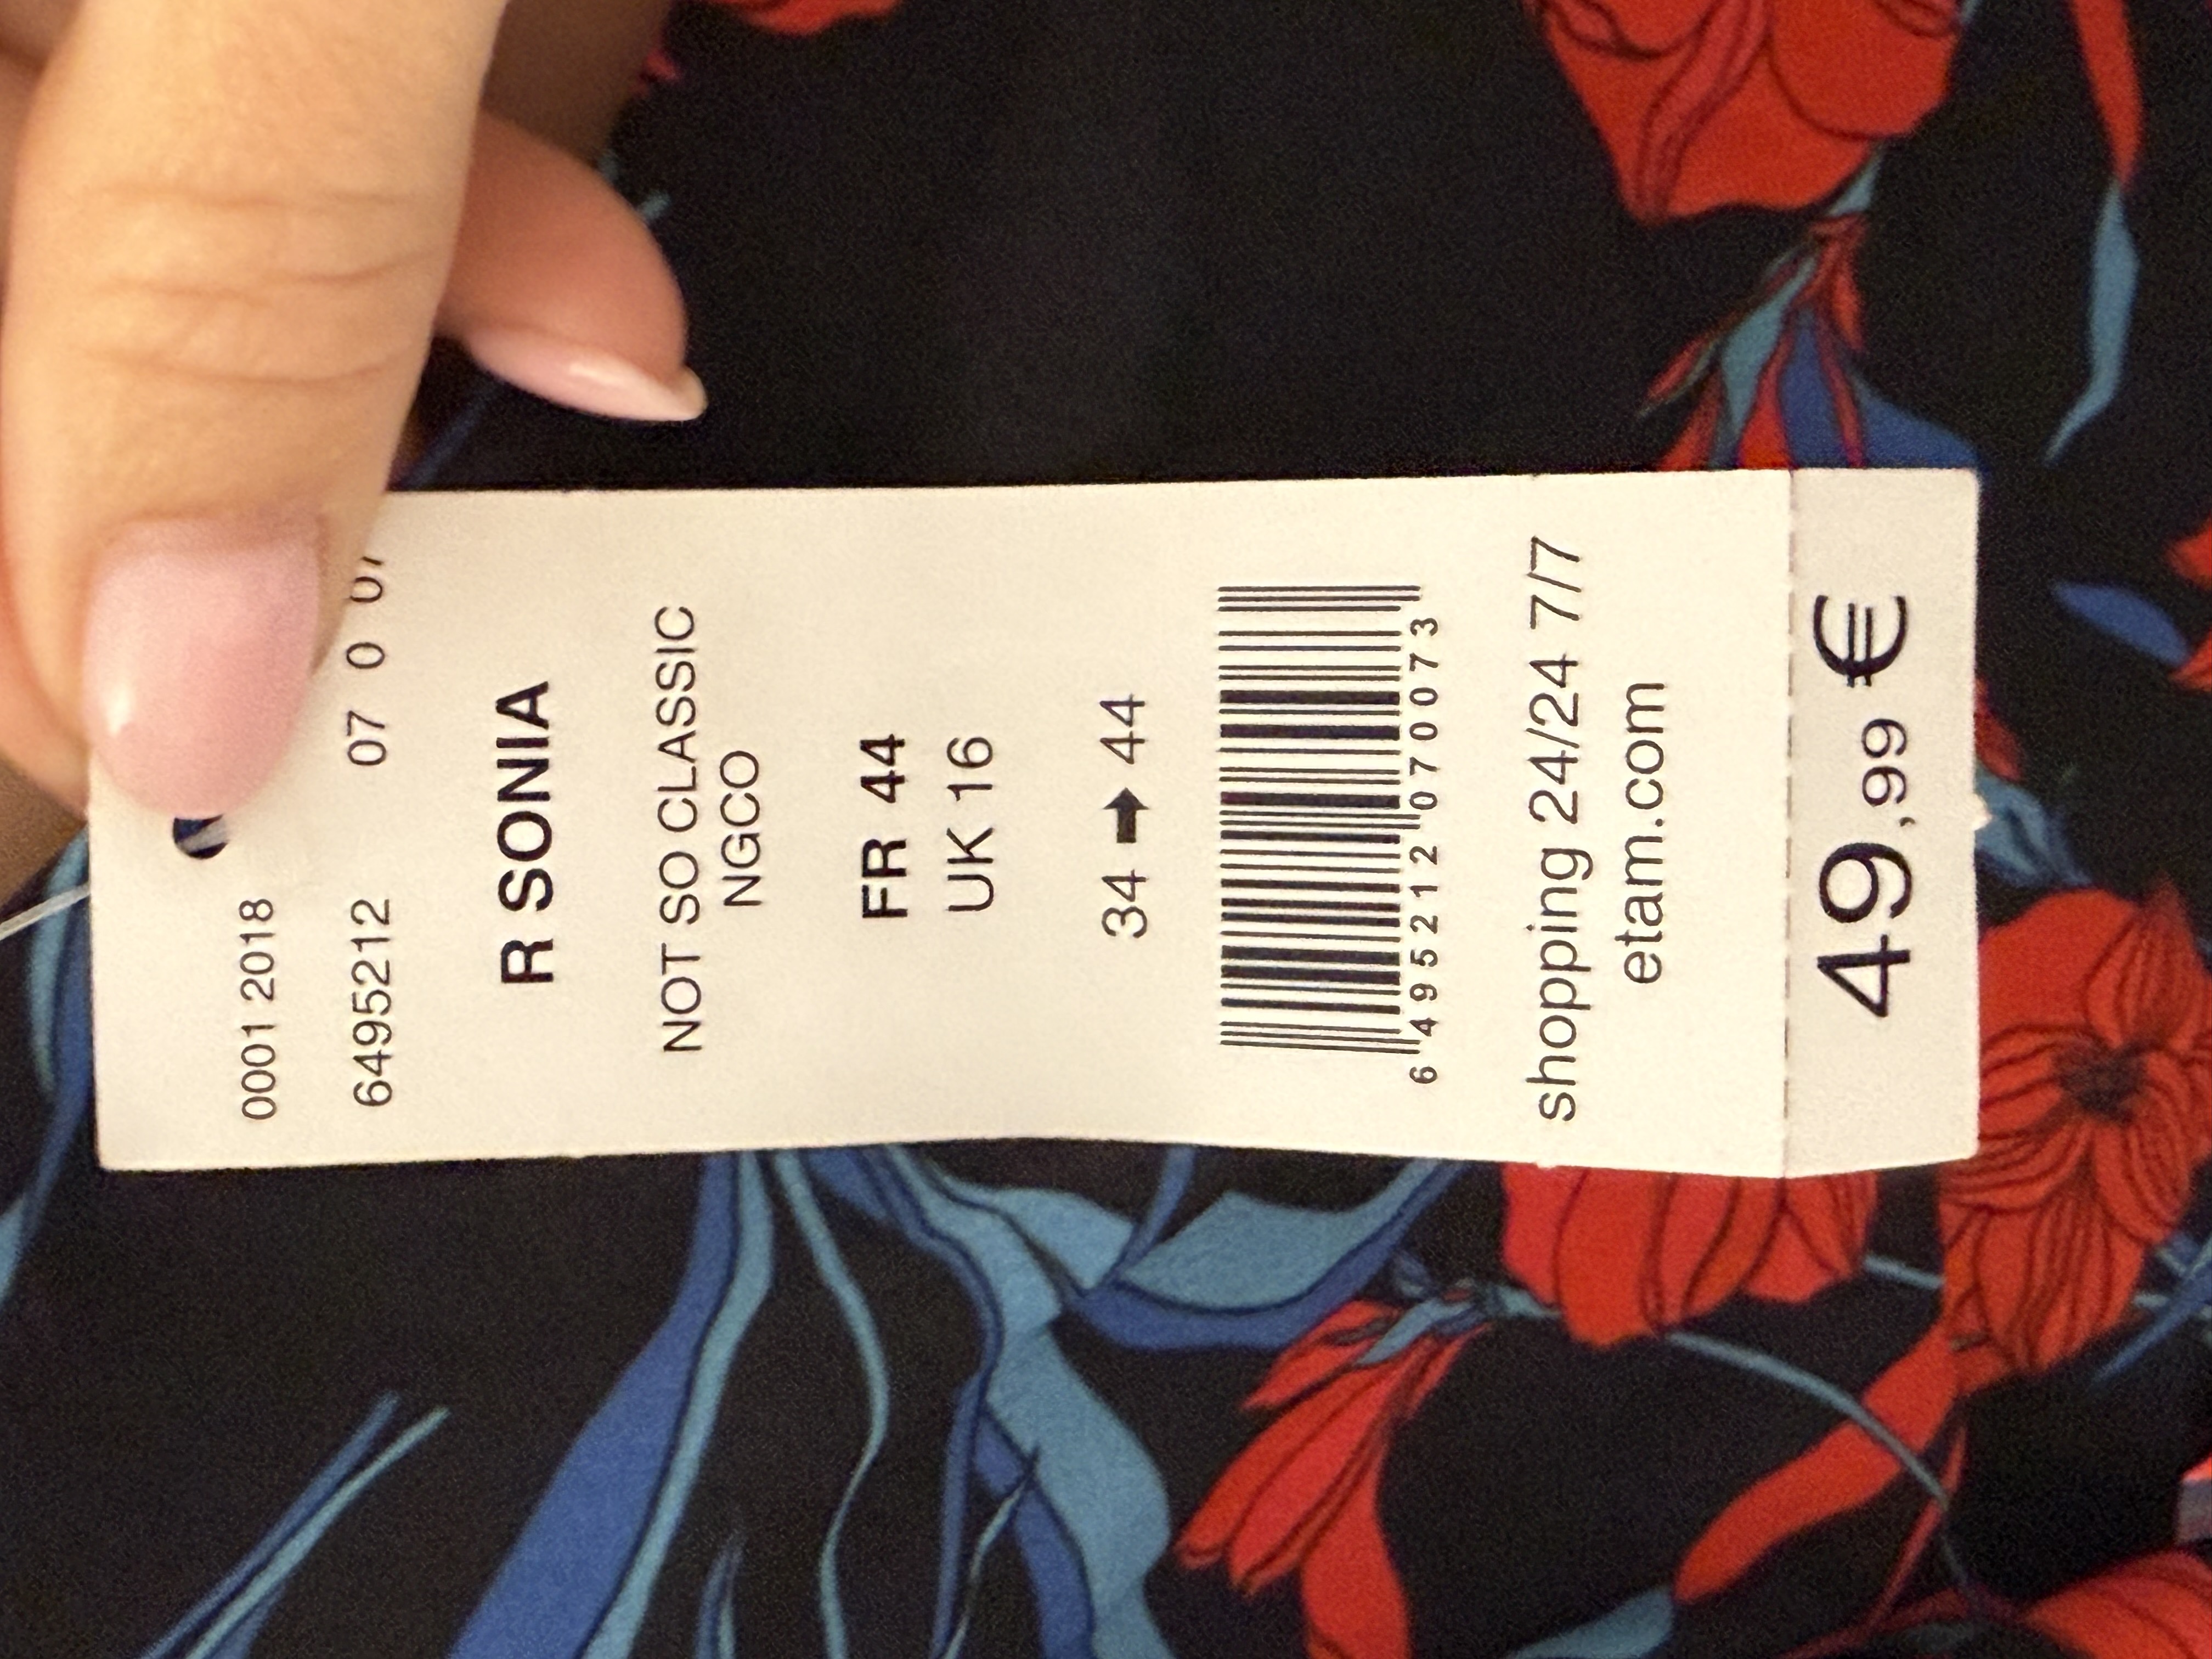 0001 2018
6495212 07 0 07
R SONIA
NOT SO CLASSIC
NGCO
FR 44
UK 16
34 ➡ 44
6 495212 070073
shopping 24/24 7/7
etam.com
49,99 €